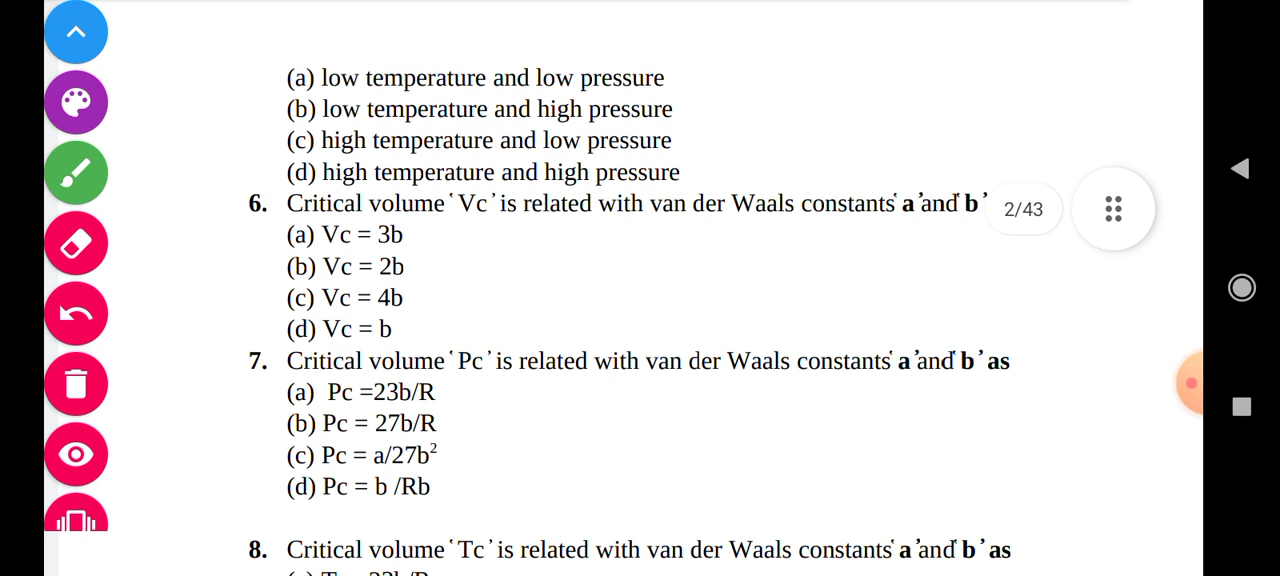 (a) low temperature and low pressure
(b) low temperature and high pressure
(c) high temperature and low pressure
(d) high temperature and high pressure
6. Critical volume ‘Vc’ is related with van der Waals constants ‘a’ and ‘b’
2/43
(a) Vc = 3b
(b) Vc = 2b
(c) Vc = 4b
(d) Vc = b
7. Critical volume ‘Pc’ is related with van der Waals constants ‘a’ and ‘b’ as
(a) Pc =23b/R
(b) Pc = 27b/R
(c) Pc = a/27b²
(d) Pc = b /Rb
8. Critical volume ‘Tc’ is related with van der Waals constants ‘a’ and ‘b’ as